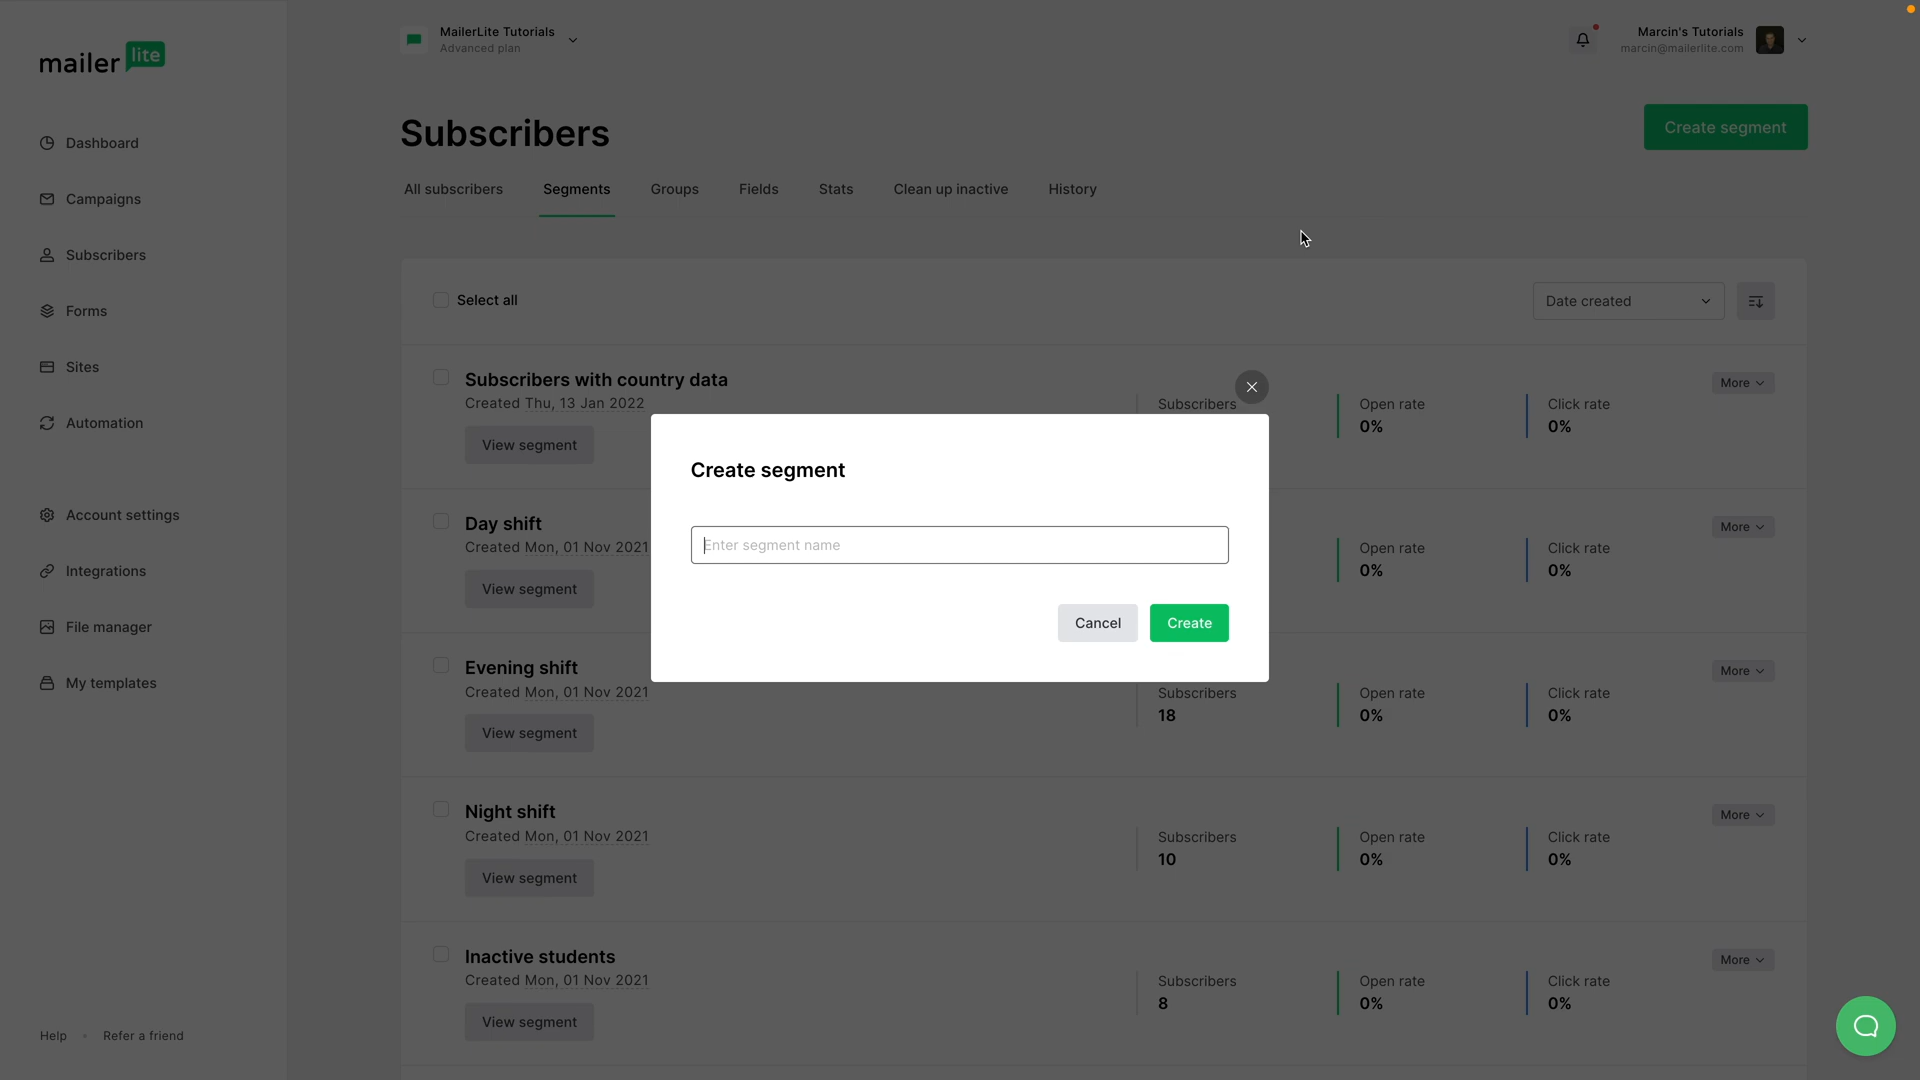 mailer lite
MailerLite Tutorials
Advanced plan
Marcin's Tutorials
marcin@mailerlite.com
Dashboard
Campaigns
Subscribers
Forms
Sites
Automation
Account settings
Integrations
File manager
My templates
Help
Refer a friend
Subscribers
Create segment
All subscribers
Segments
Groups
Fields
Stats
Clean up inactive
History
Select all
Date created
Subscribers with country data
Created Thu, 13 Jan 2022
View segment
Subscribers
Open rate
0%
Click rate
0%
More
Create segment
Enter segment name
Cancel
Create
Day shift
Created Mon, 01 Nov 2021
View segment
Open rate
0%
Click rate
0%
More
Evening shift
Created Mon, 01 Nov 2021
View segment
Subscribers
18
Open rate
0%
Click rate
0%
More
Night shift
Created Mon, 01 Nov 2021
View segment
Subscribers
10
Open rate
0%
Click rate
0%
More
Inactive students
Created Mon, 01 Nov 2021
View segment
Subscribers
8
Open rate
0%
Click rate
0%
More